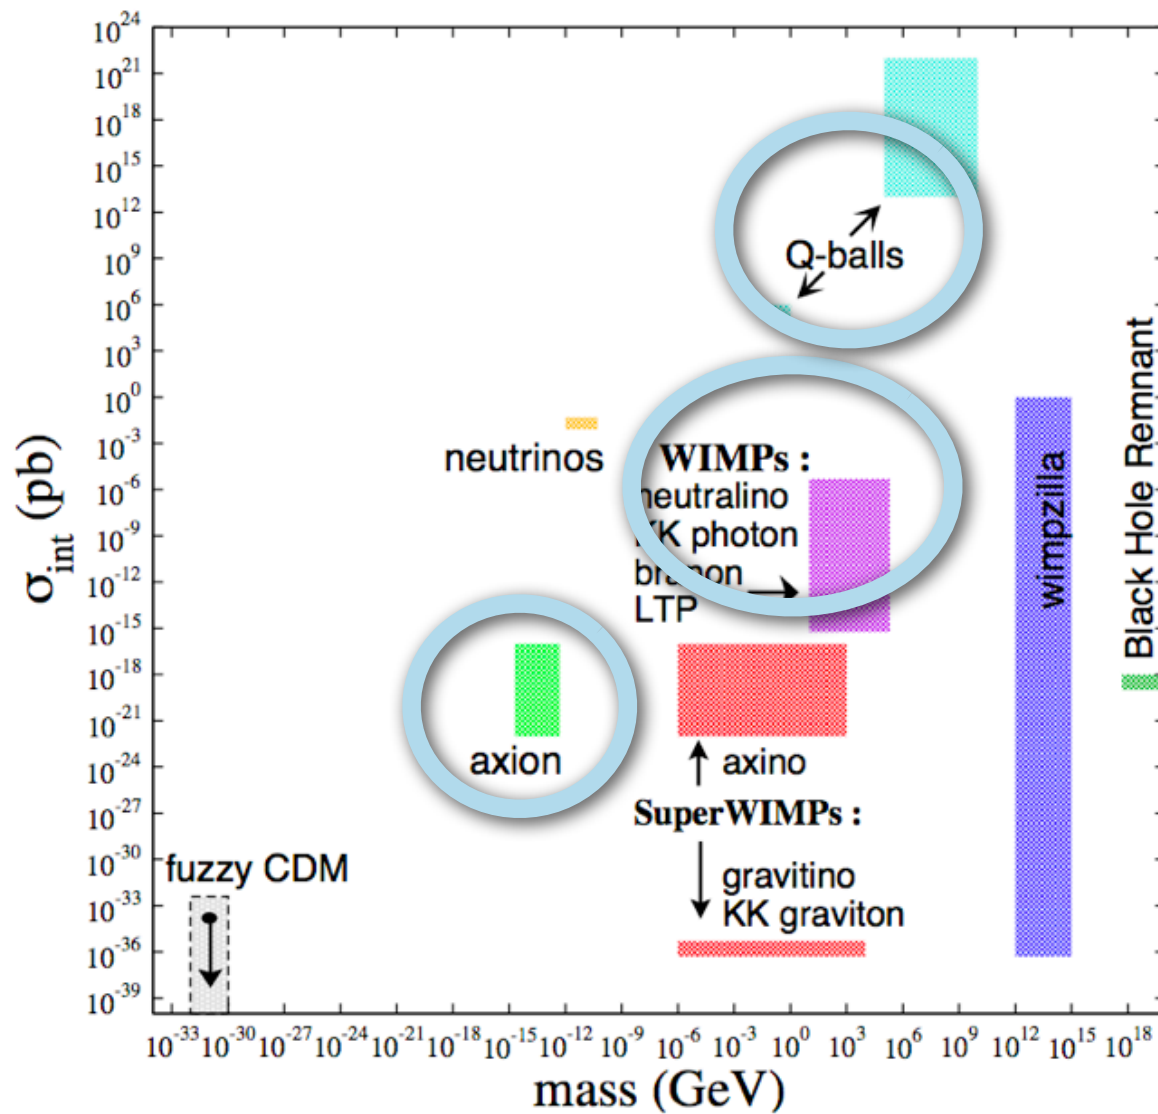 10^24
10^21
10^18
10^15
10^12
10^9
10^6
10^3
10^0
10^-3
10^-6
10^-9
10^-12
10^-15
10^-18
10^-21
10^-24
10^-27
10^-30
10^-33
10^-36
10^-39
σ_int (pb)
Q-balls
neutrinos
WIMPs :
neutralino
KK photon
branon
LTP
wimpzilla
Black Hole Remnant
axion
axino
SuperWIMPs :
gravitino
KK graviton
fuzzy CDM
10^-33 10^-30 10^-27 10^-24 10^-21 10^-18 10^-15 10^-12 10^-9 10^-6 10^-3 10^0 10^3 10^6 10^9 10^12 10^15 10^18
mass (GeV)